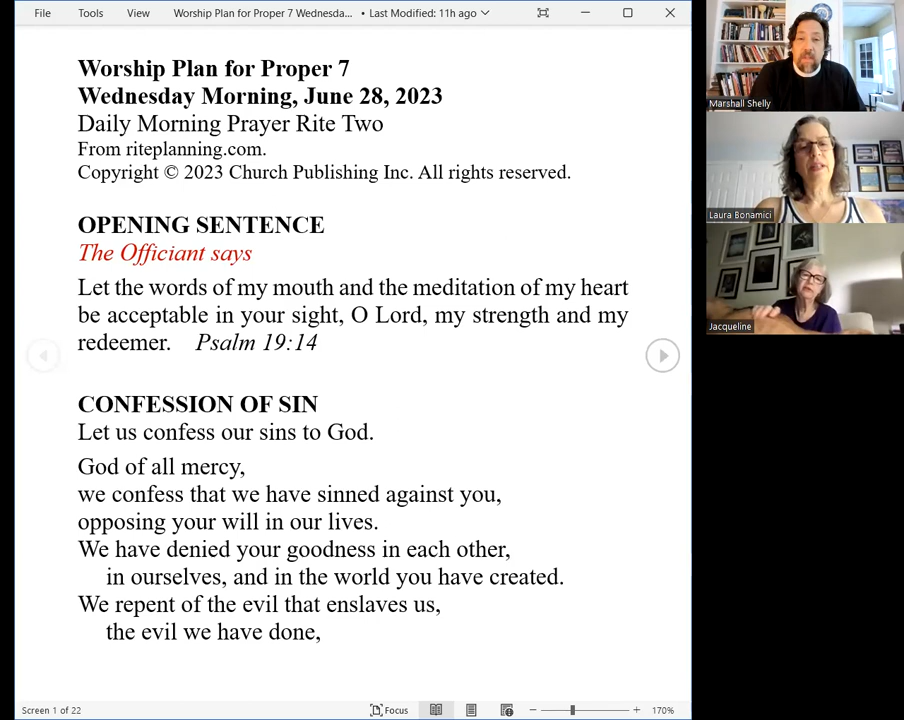 File Tools View Worship Plan for Proper 7 Wednesda... • Last Modified: 11h ago
Worship Plan for Proper 7
Wednesday Morning, June 28, 2023
Daily Morning Prayer Rite Two
From riteplanning.com.
Copyright © 2023 Church Publishing Inc. All rights reserved.
OPENING SENTENCE
The Officiant says
Let the words of my mouth and the meditation of my heart
be acceptable in your sight, O Lord, my strength and my
redeemer. Psalm 19:14
CONFESSION OF SIN
Let us confess our sins to God.
God of all mercy,
we confess that we have sinned against you,
opposing your will in our lives.
We have denied your goodness in each other,
in ourselves, and in the world you have created.
We repent of the evil that enslaves us,
the evil we have done,
Screen 1 of 22 Focus 170%
Marshall Shelly
Laura Bonamici
Jacqueline